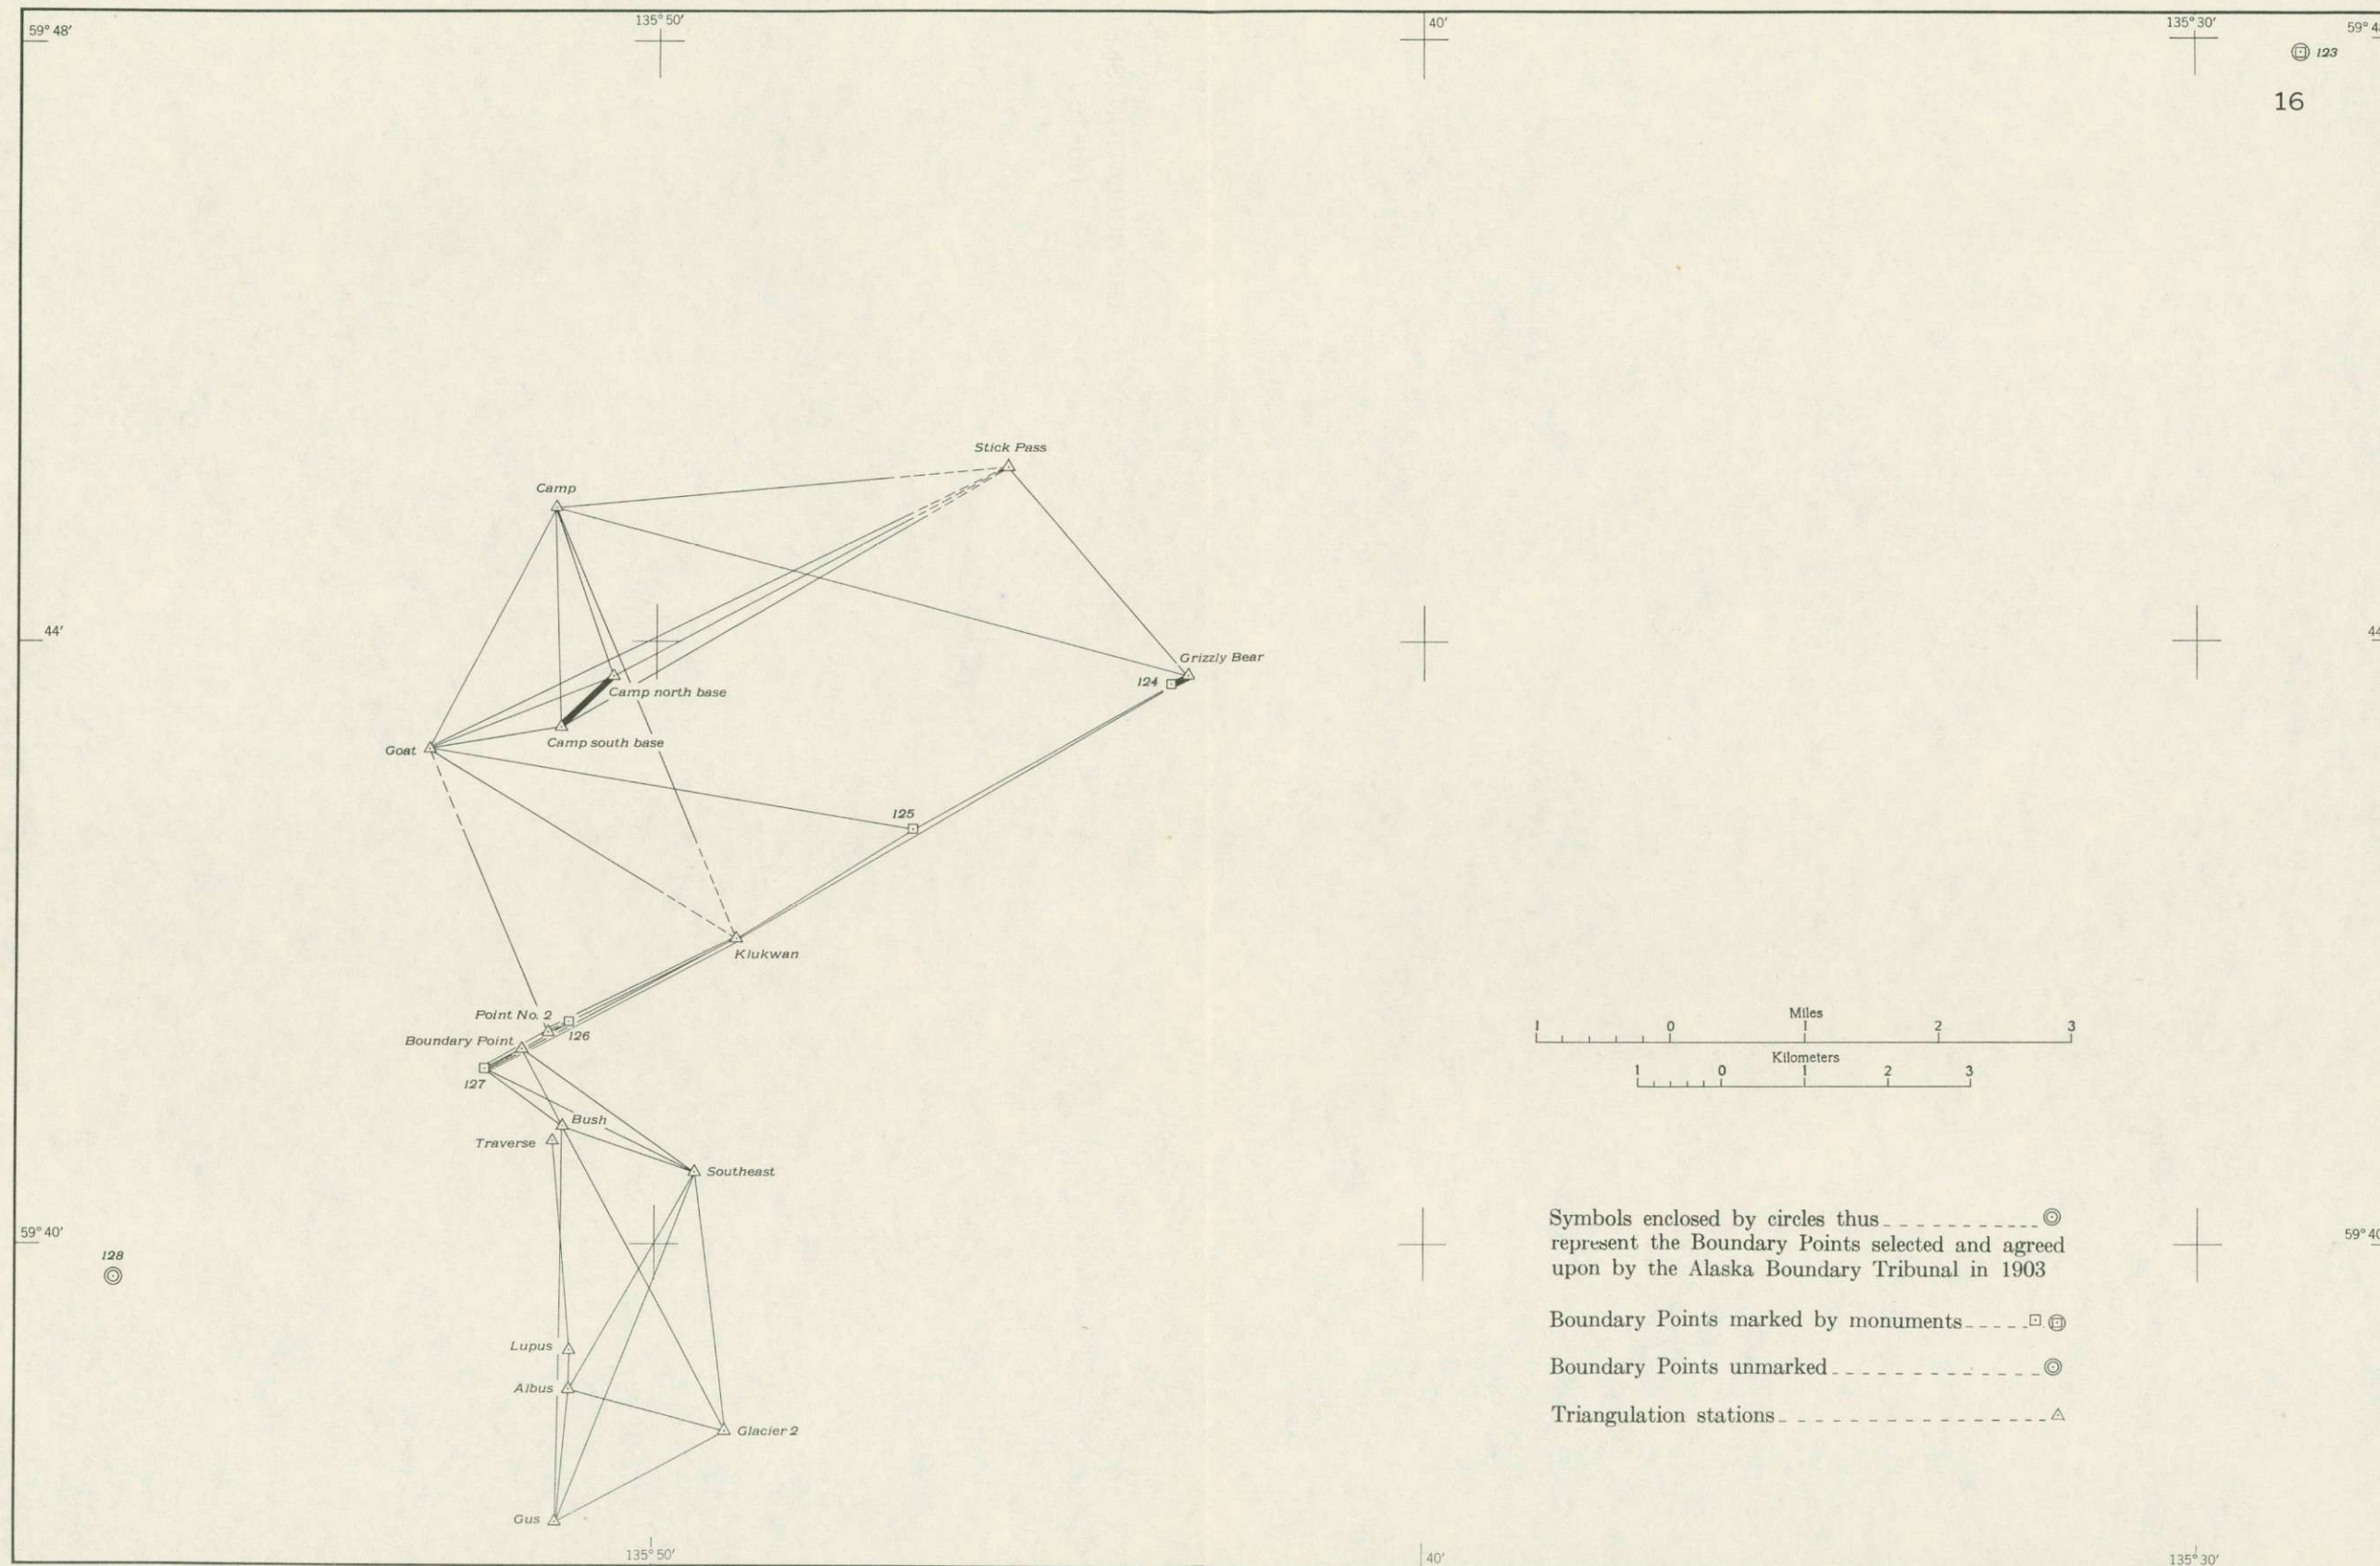 59° 48′
135° 50′
40′
135° 30′
59° 4
123
16
Stick Pass
Camp
44′
44
Grizzly Bear
124
Camp north base
Camp south base
Goat
125
Klukwan
Point No. 2
126
Boundary Point
127
Bush
Traverse
Southeast
Miles
1 0 1 2 3
Kilometers
1 0 1 2 3
59° 40′
59° 40
128
Symbols enclosed by circles thus
represent the Boundary Points selected and agreed
upon by the Alaska Boundary Tribunal in 1903
Boundary Points marked by monuments
Boundary Points unmarked
Triangulation stations
Lupus
Albus
Glacier 2
Gus
135° 50′
40′
135° 30′